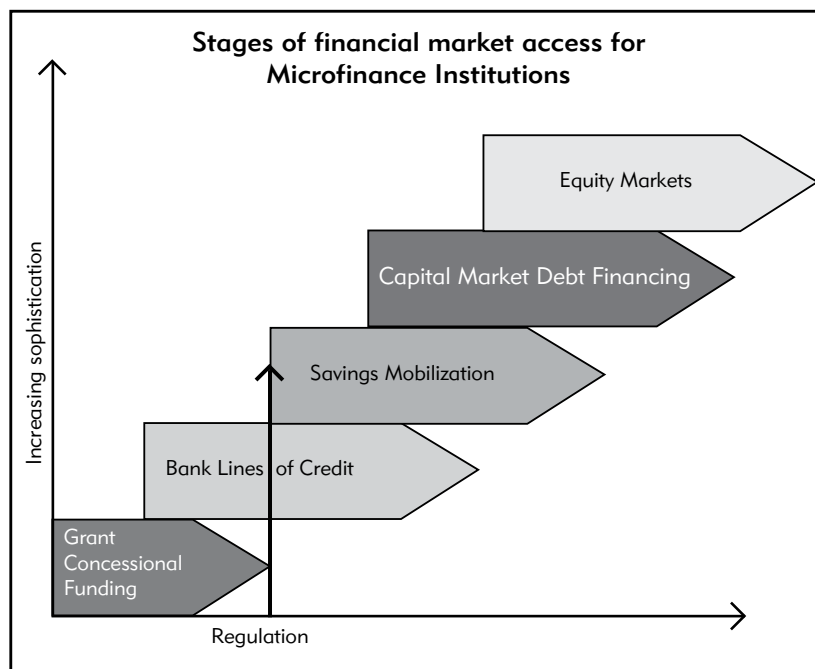 Stages of financial market access for
Microfinance Institutions
Equity Markets
Capital Market Debt Financing
Savings Mobilization
Bank Lines of Credit
Grant
Concessional
Funding
Increasing sophistication
Regulation